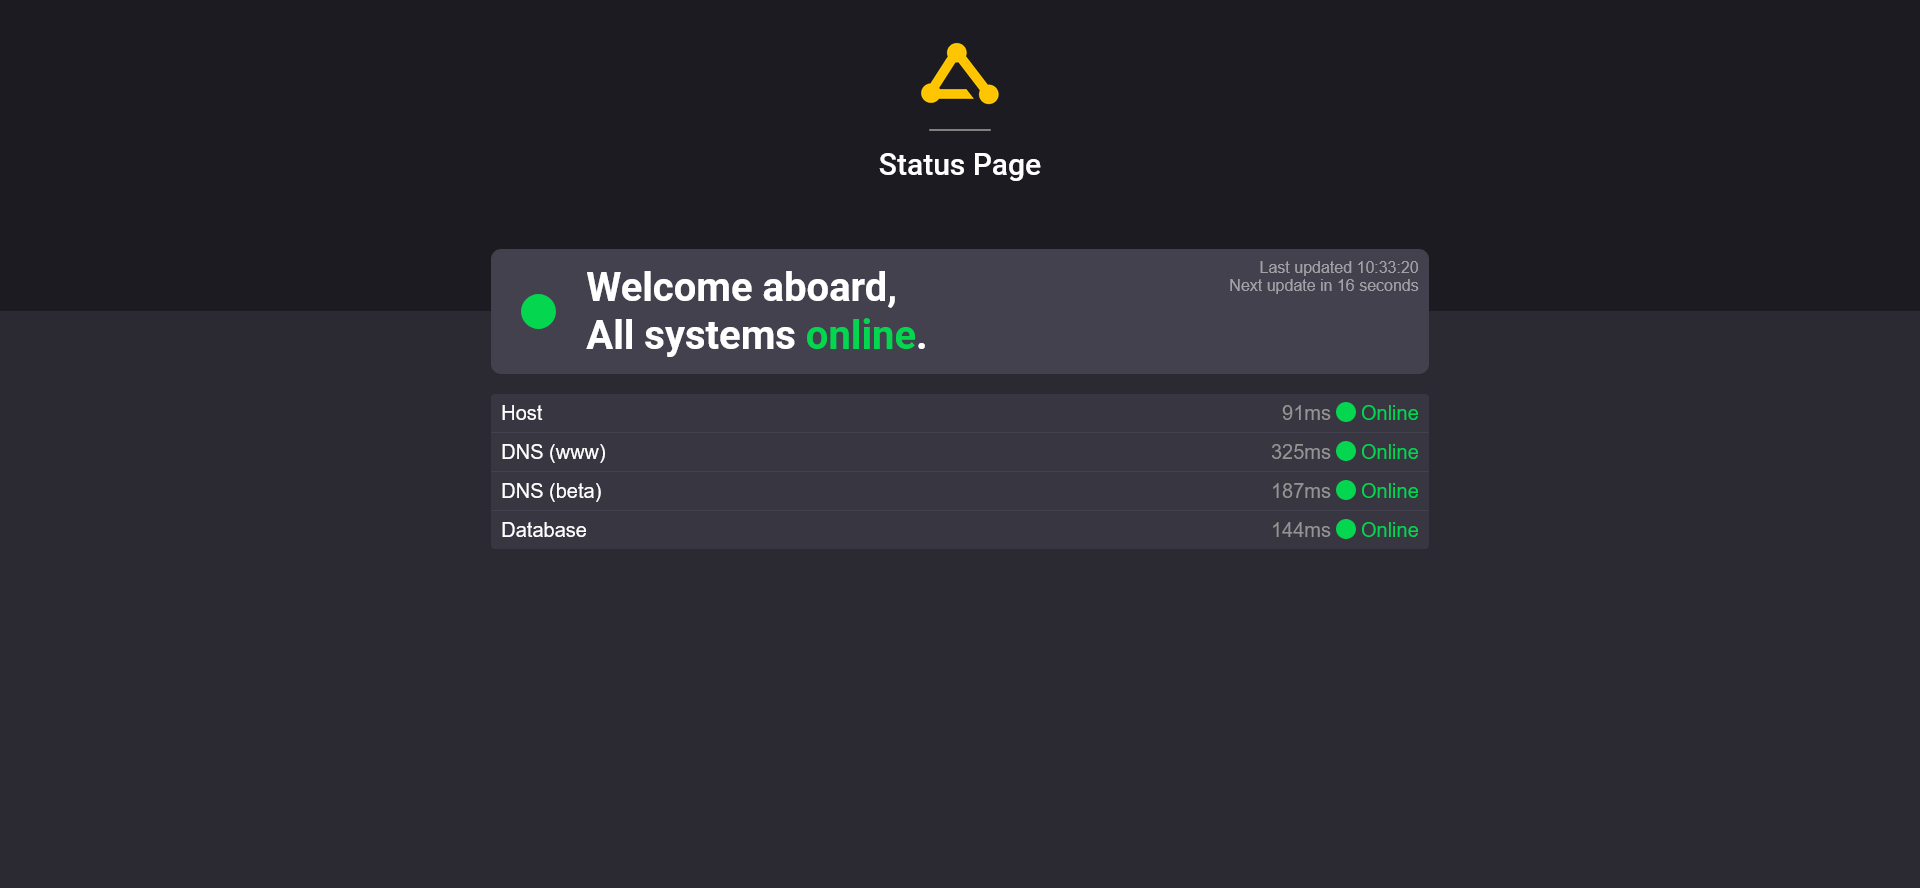 Status Page
Welcome aboard,
All systems online.
Last updated 10:33:20
Next update in 16 seconds
Host 91ms Online
DNS (www) 325ms Online
DNS (beta) 187ms Online
Database 144ms Online